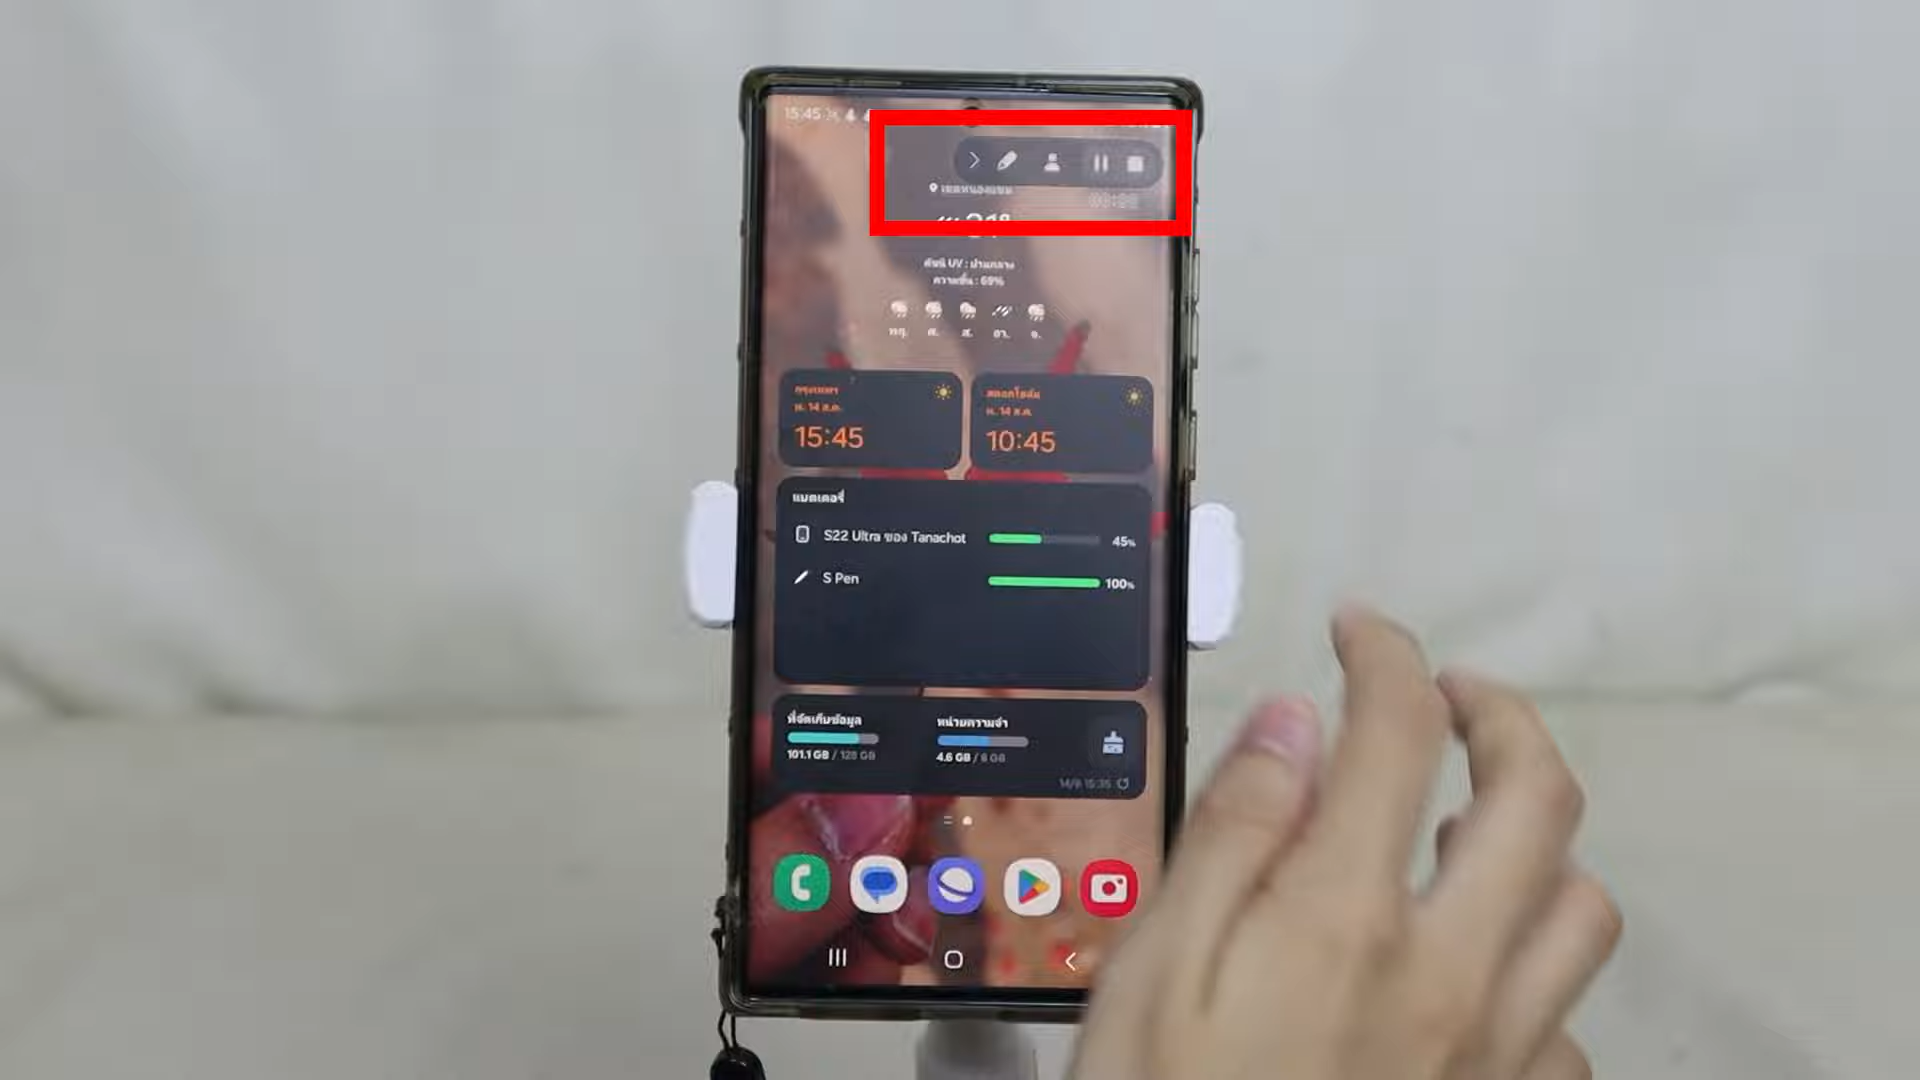 15:45
เขตหนองแขม
31°
ดัชนี UV : ปานกลาง
ความชื้น : 69%
พฤ. ศ. ส. อา. จ.
กรุงเทพฯ
พ. 14 ส.ค.
15:45
สตอกโฮล์ม
พ. 14 ส.ค.
10:45
แบตเตอรี่
S22 Ultra ของ Tanachot 45%
S Pen 100%
ที่จัดเก็บข้อมูล
101.1 GB / 128 GB
หน่วยความจำ
4.6 GB / 8 GB
14/8 15:35